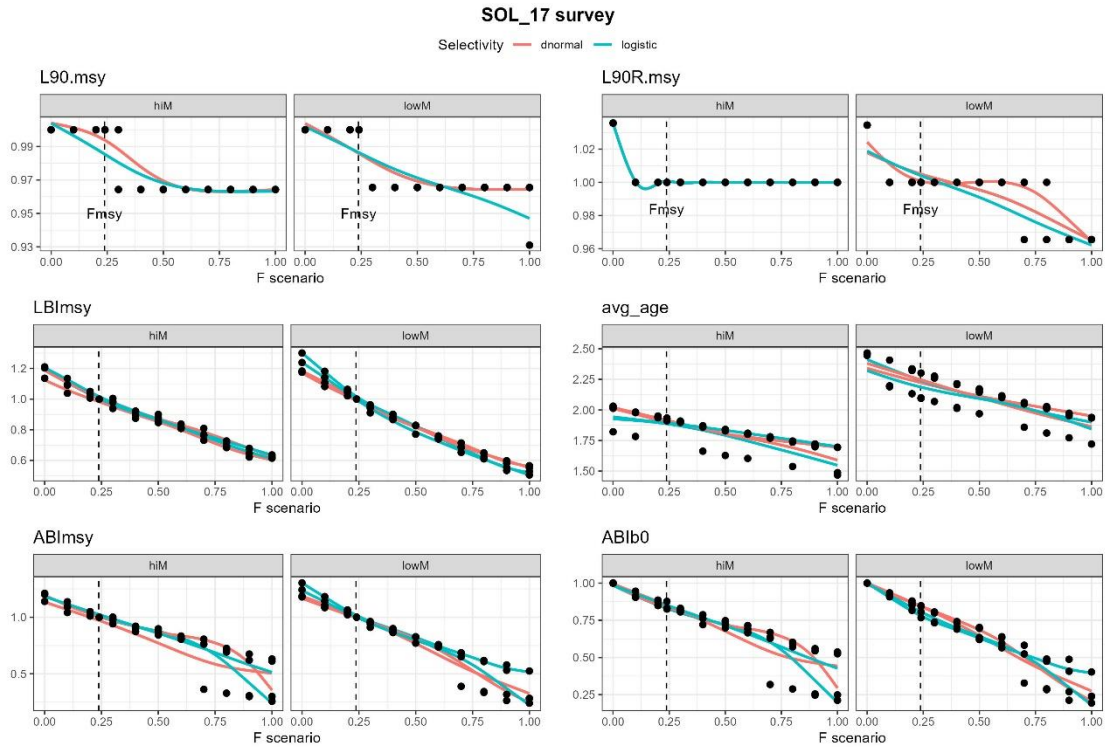 SOL_17 survey
Selectivity dnormal logistic
L90.msy
hiM lowM
0.99
0.97
0.95
0.93
Fmsy Fmsy
0.00 0.25 0.50 0.75 1.00 0.00 0.25 0.50 0.75 1.00
F scenario
L90R.msy
hiM lowM
1.02
1.00
0.98
0.96
Fmsy Fmsy
0.00 0.25 0.50 0.75 1.00 0.00 0.25 0.50 0.75 1.00
F scenario
LBImsy
hiM lowM
1.2
1.0
0.8
0.6
0.00 0.25 0.50 0.75 1.00 0.00 0.25 0.50 0.75 1.00
F scenario
avg_age
hiM lowM
2.50
2.25
2.00
1.75
1.50
0.00 0.25 0.50 0.75 1.00 0.00 0.25 0.50 0.75 1.00
F scenario
ABImsy
hiM lowM
1.0
0.5
0.00 0.25 0.50 0.75 1.00 0.00 0.25 0.50 0.75 1.00
F scenario
ABIb0
hiM lowM
1.00
0.75
0.50
0.25
0.00 0.25 0.50 0.75 1.00 0.00 0.25 0.50 0.75 1.00
F scenario